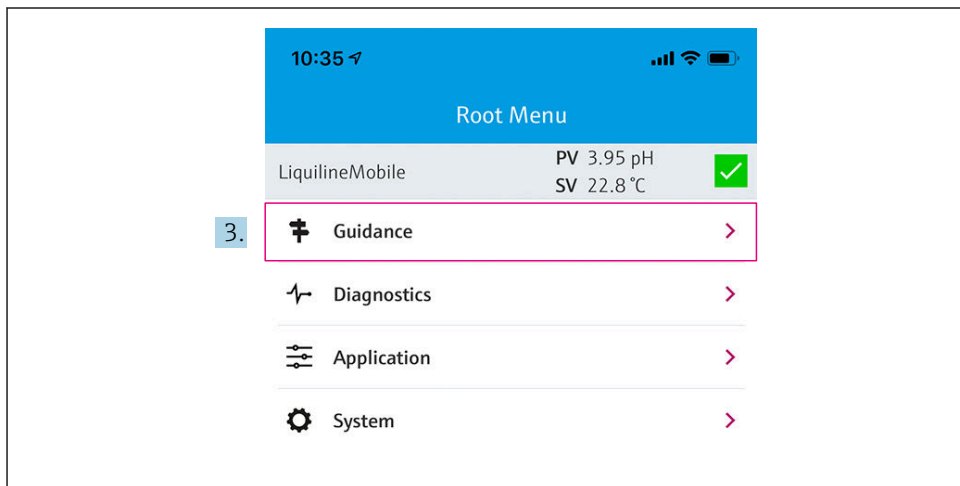 10:35
Root Menu
LiquilineMobile
PV 3.95 pH
SV 22.8 °C
3.
Guidance
Diagnostics
Application
System